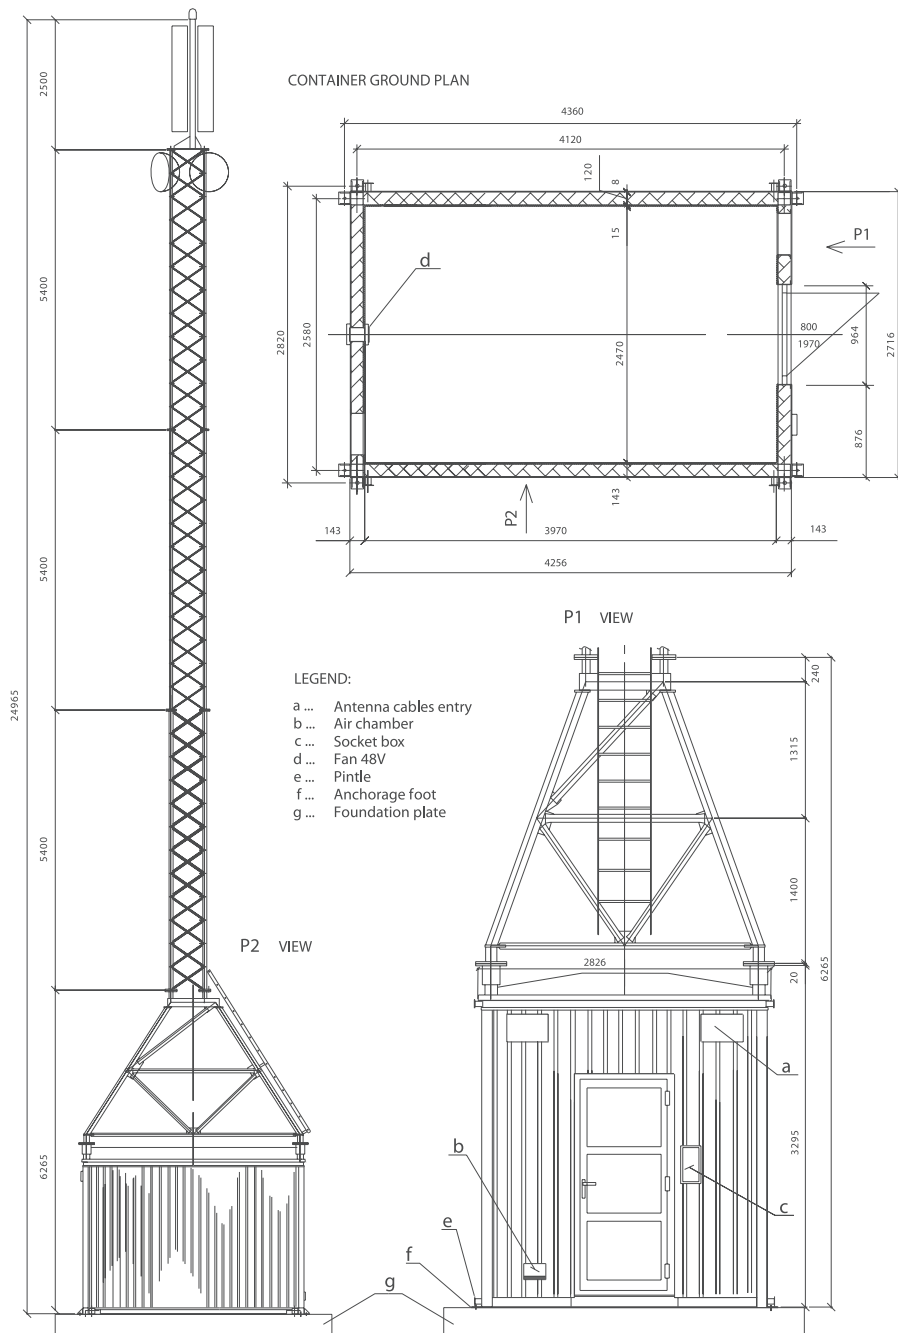 CONTAINER GROUND PLAN
2500
5400
5400
5400
24965
6265
P2 VIEW
4360
4120
120
8
15
d
P1
2820
2580
2470
800
1970
964
2716
876
143
P2
143
3970
143
4256
P1 VIEW
LEGEND:
a ... Antenna cables entry
b ... Air chamber
c ... Socket box
d ... Fan 48V
e ... Pintle
f ... Anchorage foot
g ... Foundation plate
240
1315
1400
6265
20
2826
a
3295
b
c
e
f
g